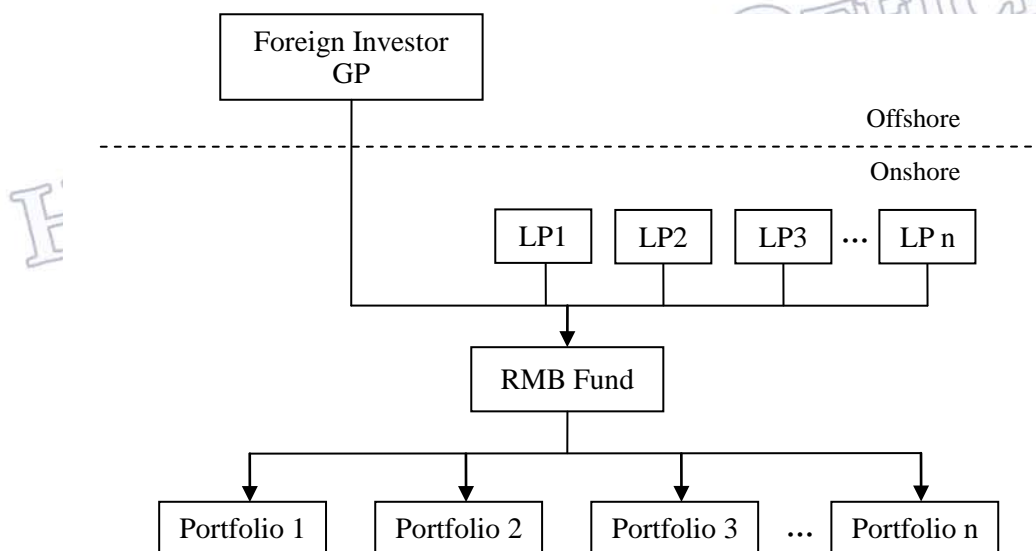 Foreign Investor
GP
Offshore
Onshore
LP1 LP2 LP3 ... LP n
RMB Fund
Portfolio 1 Portfolio 2 Portfolio 3 ... Portfolio n